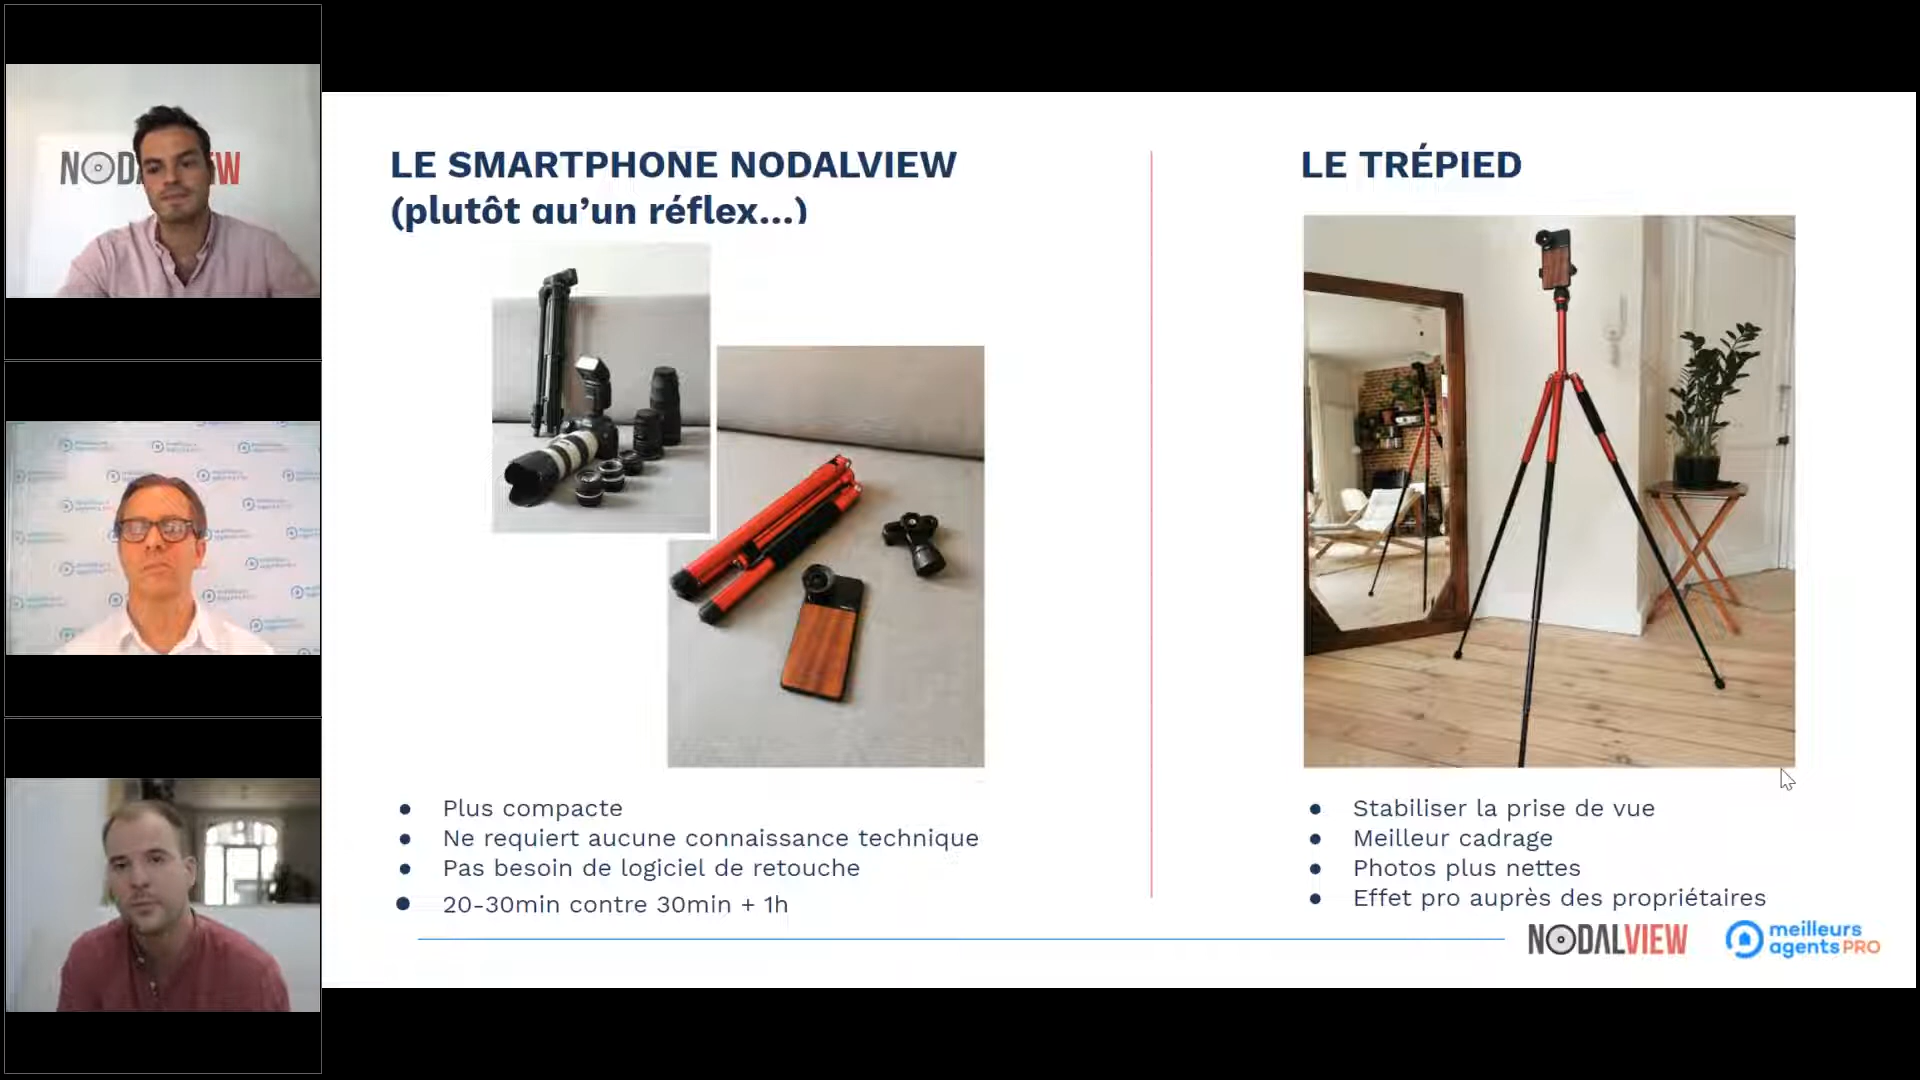 NODALVIEW
LE SMARTPHONE NODALVIEW
(plutôt qu’un réflex...)
Plus compacte
Ne requiert aucune connaissance technique
Pas besoin de logiciel de retouche
20-30min contre 30min + 1h
LE TRÉPIED
Stabiliser la prise de vue
Meilleur cadrage
Photos plus nettes
Effet pro auprès des propriétaires
NODALVIEW
meilleurs
agents PRO